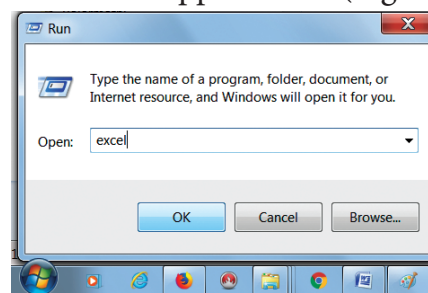 Run
Type the name of a program, folder, document, or
Internet resource, and Windows will open it for you.
Open: excel
OK Cancel Browse...